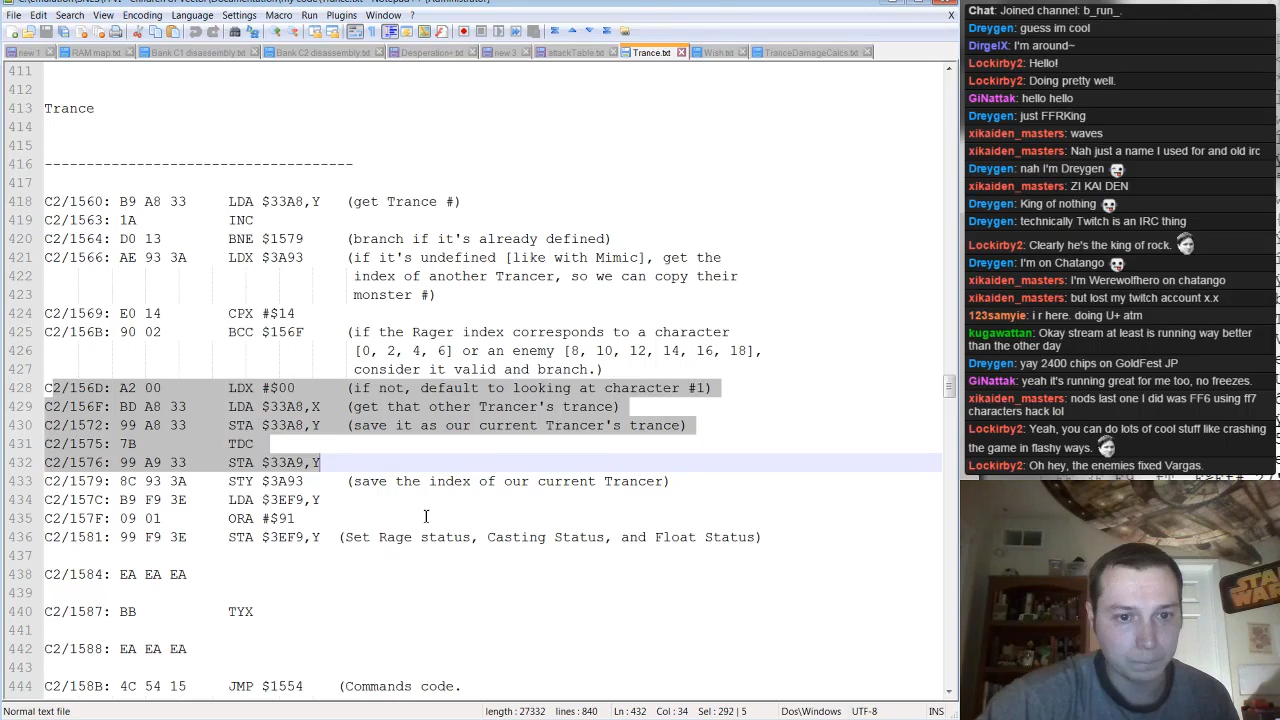 File Edit Search View Encoding Language Settings Macro Run Plugins Window ? X
new 1 RAM map.txt Bank C1 disassembly.txt Bank C2 disassembly.txt Desperation+.txt new 3 attackTable.txt Trance.txt Wish.txt TranceDamageCalcs.txt
411
412
413 Trance
414
415
416 -------------------------------------
417
418 C2/1560: B9 A8 33 LDA $33A8,Y (get Trance #)
419 C2/1563: 1A INC
420 C2/1564: D0 13 BNE $1579 (branch if it's already defined)
421 C2/1566: AE 93 3A LDX $3A93 (if it's undefined [like with Mimic], get the
422 index of another Trancer, so we can copy their
423 monster #)
424 C2/1569: E0 14 CPX #$14
425 C2/156B: 90 02 BCC $156F (if the Rager index corresponds to a character
426 [0, 2, 4, 6] or an enemy [8, 10, 12, 14, 16, 18],
427 consider it valid and branch.)
428 C2/156D: A2 00 LDX #$00 (if not, default to looking at character #1)
429 C2/156F: BD A8 33 LDA $33A8,X (get that other Trancer's trance)
430 C2/1572: 99 A8 33 STA $33A8,Y (save it as our current Trancer's trance)
431 C2/1575: 7B TDC
432 C2/1576: 99 A9 33 STA $33A9,Y
433 C2/1579: 8C 93 3A STY $3A93 (save the index of our current Trancer)
434 C2/157C: B9 F9 3E LDA $3EF9,Y
435 C2/157F: 09 01 ORA #$91
436 C2/1581: 99 F9 3E STA $3EF9,Y (Set Rage status, Casting Status, and Float Status)
437
438 C2/1584: EA EA EA
439
440 C2/1587: BB TYX
441
442 C2/1588: EA EA EA
443
444 C2/158B: 4C 54 15 JMP $1554 (Commands code.
Normal text file length : 27332 lines : 840 Ln : 432 Col : 34 Sel : 292 | 5 Dos\Windows UTF-8 INS
Chat: Joined channel: b_run_.
Dreygen: guess im cool
DirgelX: I'm around~
Lockirby2: Hello!
Lockirby2: Doing pretty well.
GiNattak: hello hello
Dreygen: just FFRKing
xikaiden_masters: waves
xikaiden_masters: Nah just a name I used for and old irc
Dreygen: nah I'm Dreygen
xikaiden_masters: ZI KAI DEN
Dreygen: King of nothing
Dreygen: technically Twitch is an IRC thing
Lockirby2: Clearly he's the king of rock.
Dreygen: I'm on Chatango
xikaiden_masters: I'm Werewolfhero on chatango
xikaiden_masters: but lost my twitch account x.x
123samyie: i r here. doing U+ atm
kugawattan: Okay stream at least is running way better
than the other day
Dreygen: yay 2400 chips on GoldFest JP
GiNattak: yeah it's running great for me too, no freezes.
xikaiden_masters: nods last one I did was FF6 using ff7
characters hack lol
Lockirby2: Yeah, you can do lots of cool stuff like crashing
the game in flashy ways.
Lockirby2: Oh hey, the enemies fixed Vargas.
STAR